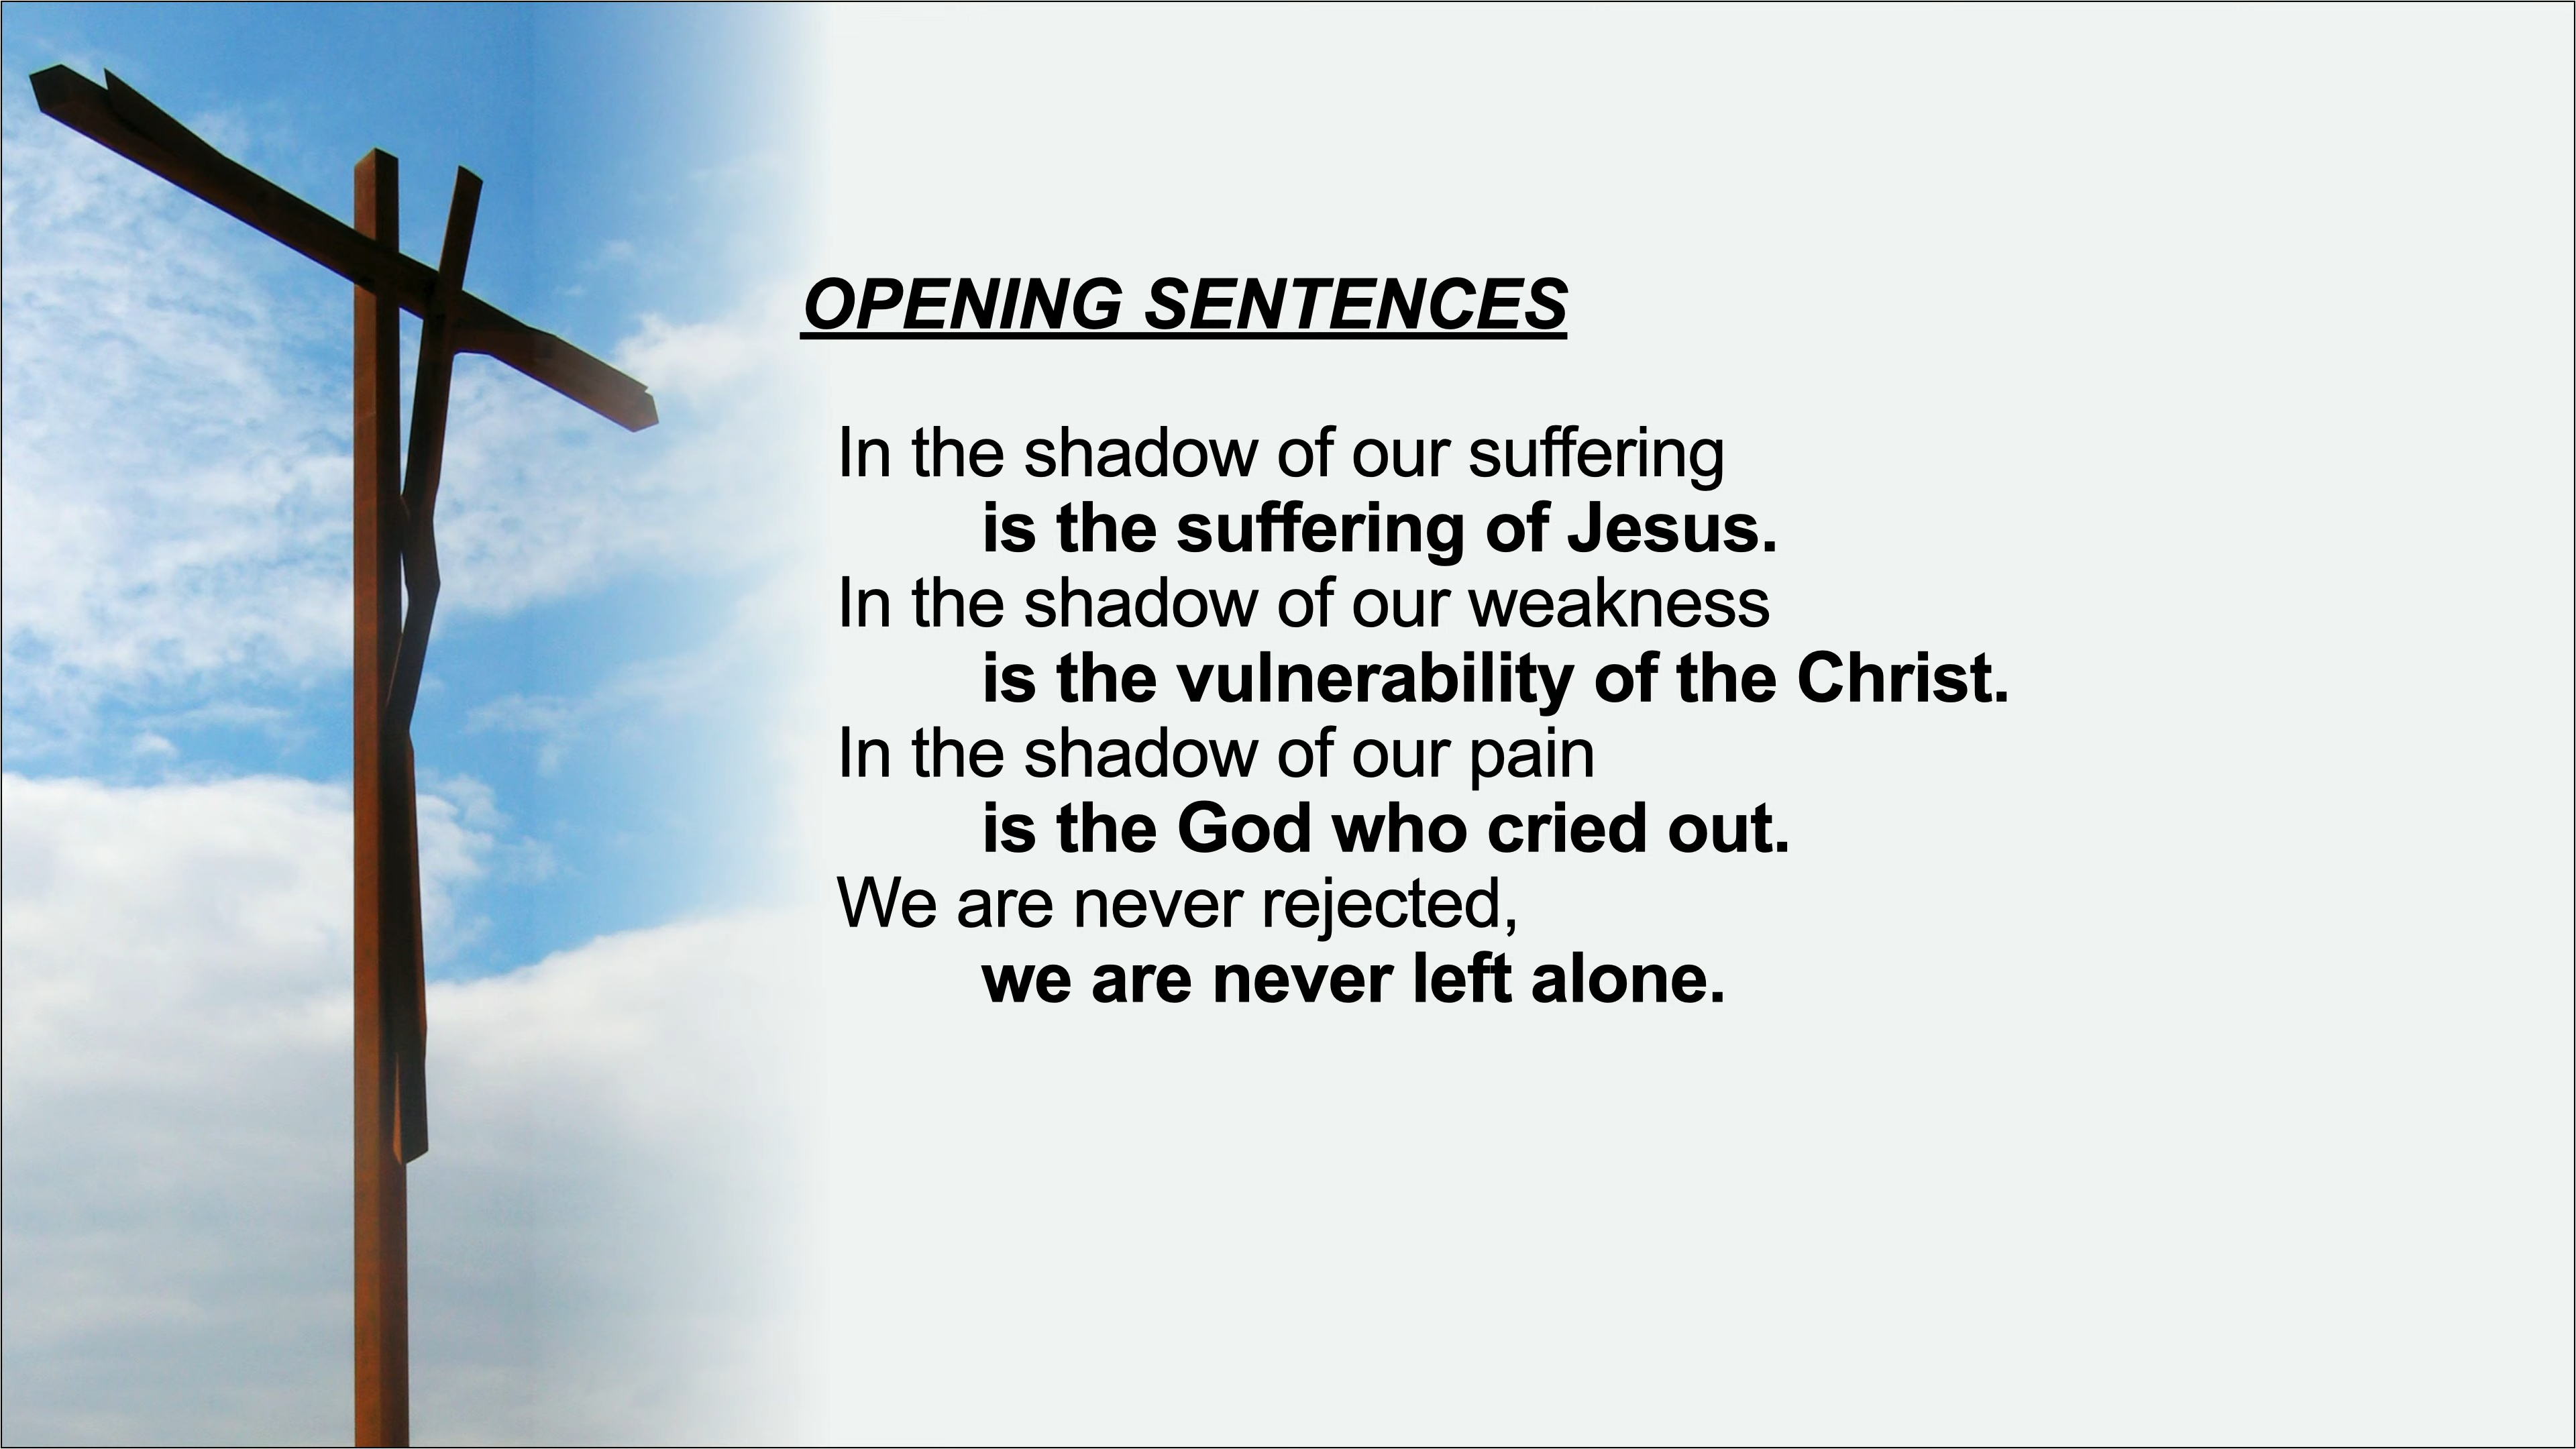 OPENING SENTENCES
In the shadow of our suffering
is the suffering of Jesus.
In the shadow of our weakness
is the vulnerability of the Christ.
In the shadow of our pain
is the God who cried out.
We are never rejected,
we are never left alone.